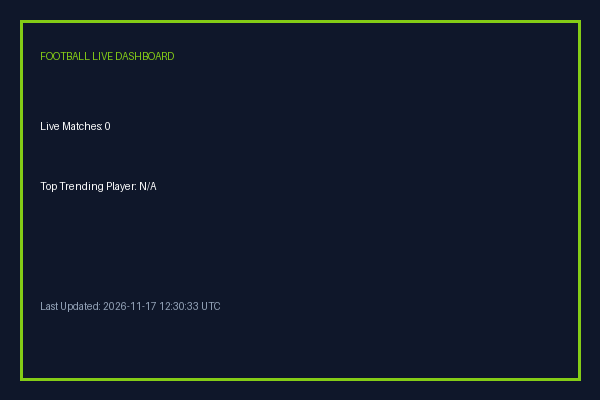 FOOTBALL LIVE DASHBOARD
Live Matches: 0
Top Trending Player: N/A
Last Updated: 2026-11-17 12:30:33 UTC